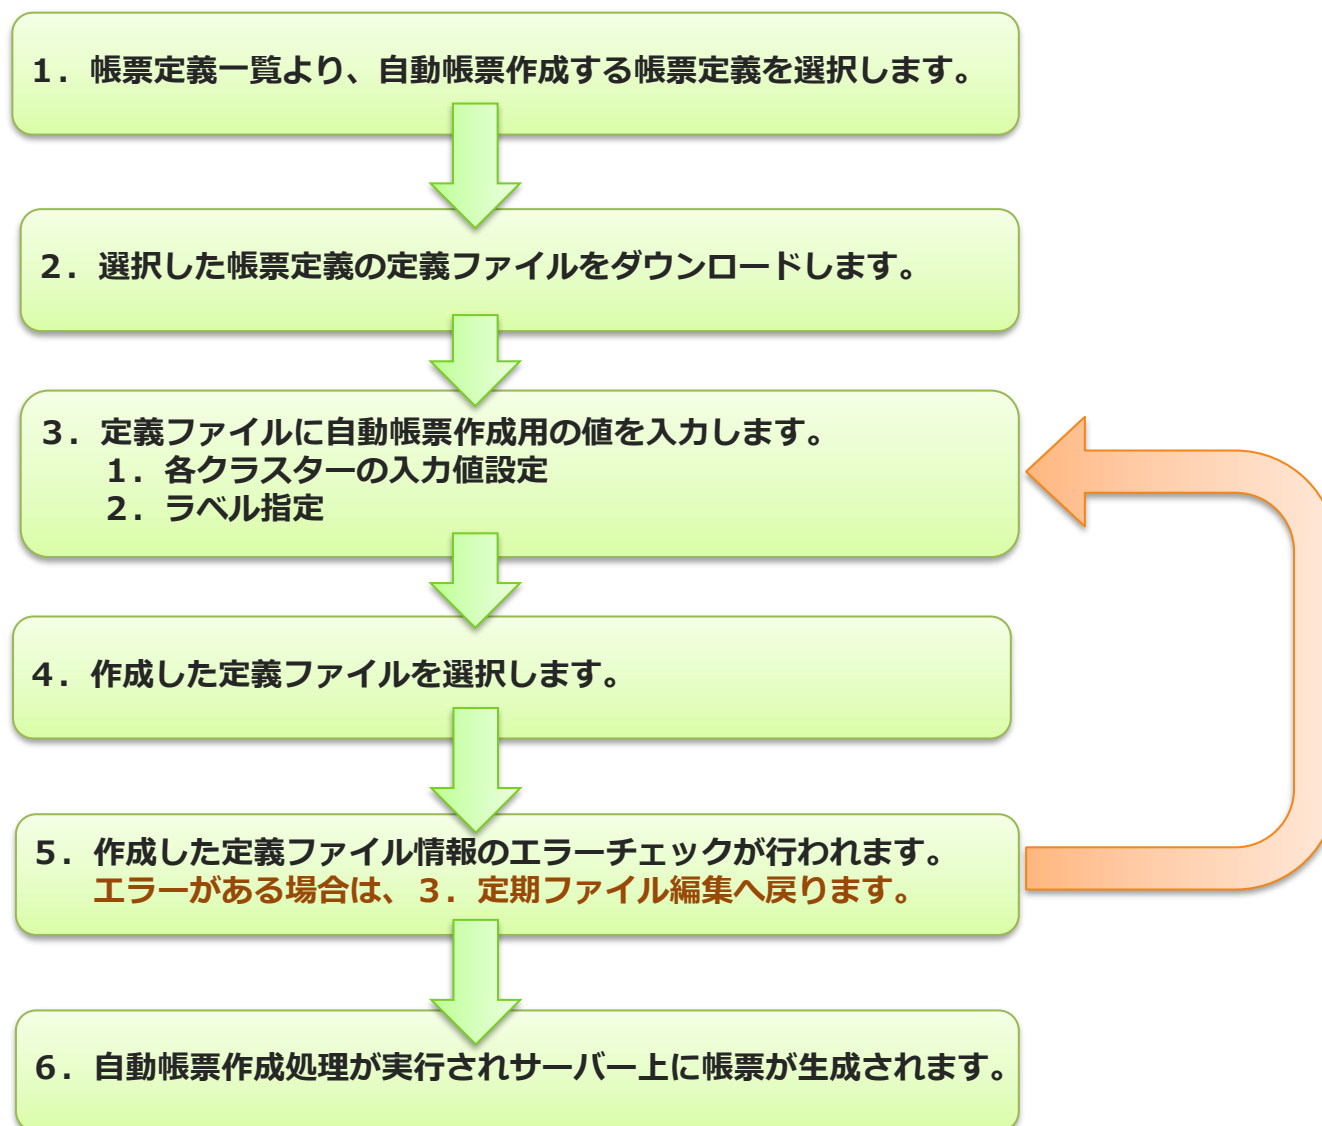 １．帳票定義一覧より、自動帳票作成する帳票定義を選択します。
２．選択した帳票定義の定義ファイルをダウンロードします。
３．定義ファイルに自動帳票作成用の値を入力します。
１．各クラスターの入力値設定
２．ラベル指定
４．作成した定義ファイルを選択します。
５．作成した定義ファイル情報のエラーチェックが行われます。
エラーがある場合は、３．定期ファイル編集へ戻ります。
６．自動帳票作成処理が実行されサーバー上に帳票が生成されます。